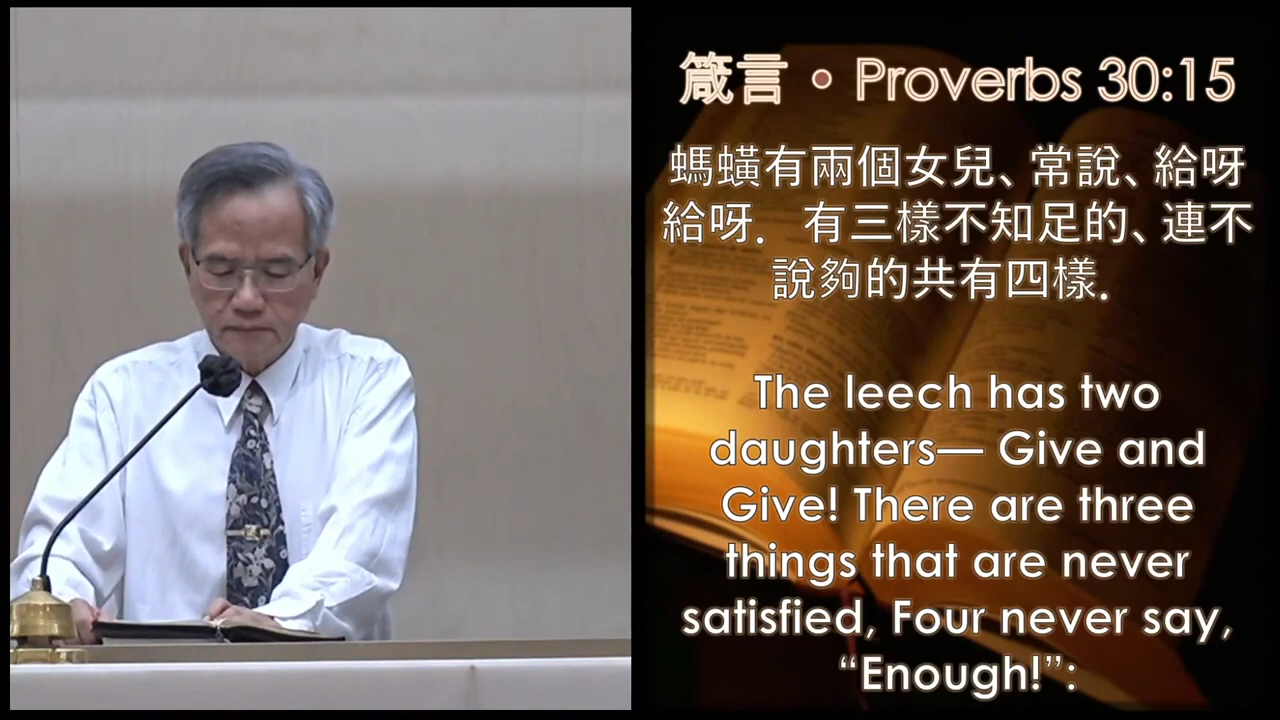 箴言 • Proverbs 30:15
螞蟥有兩個女兒、常說、給呀
給呀． 有三樣不知足的、連不
說夠的共有四樣．
The leech has two
daughters— Give and
Give! There are three
things that are never
satisfied, Four never say,
“Enough!”: